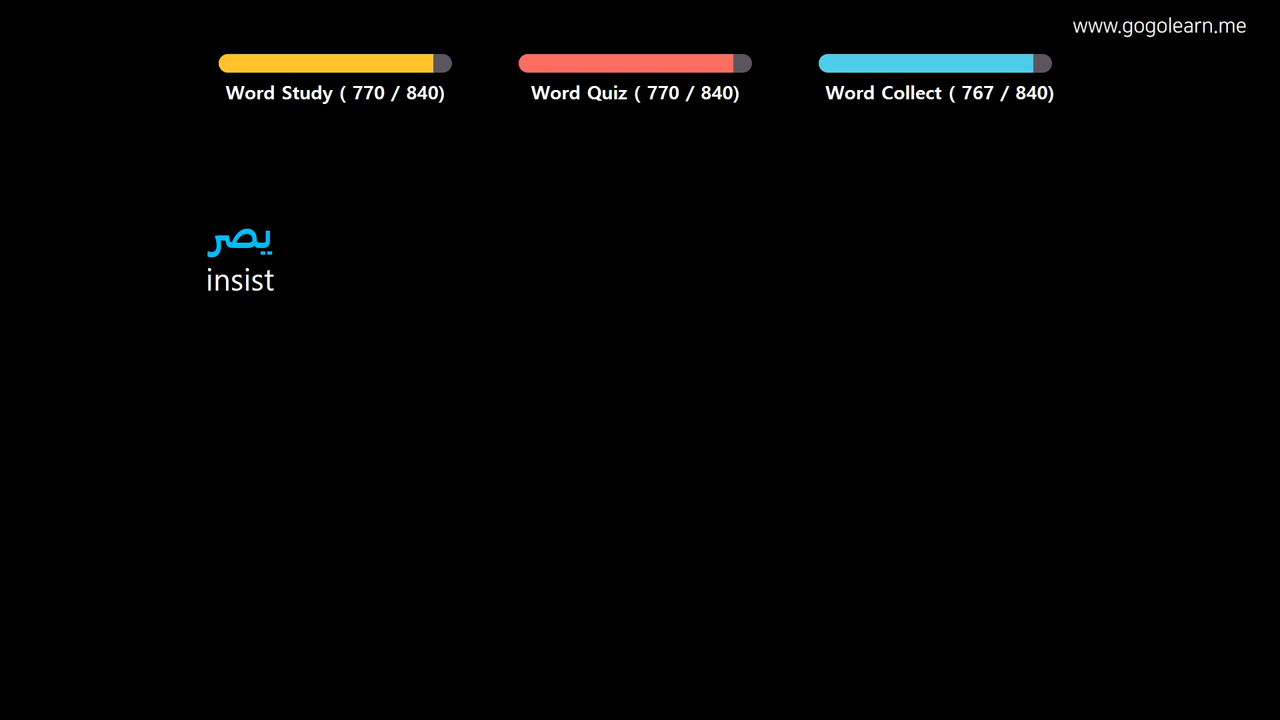 www.gogolearn.me
Word Study ( 770 / 840)
Word Quiz ( 770 / 840)
Word Collect ( 767 / 840)
يصر
insist